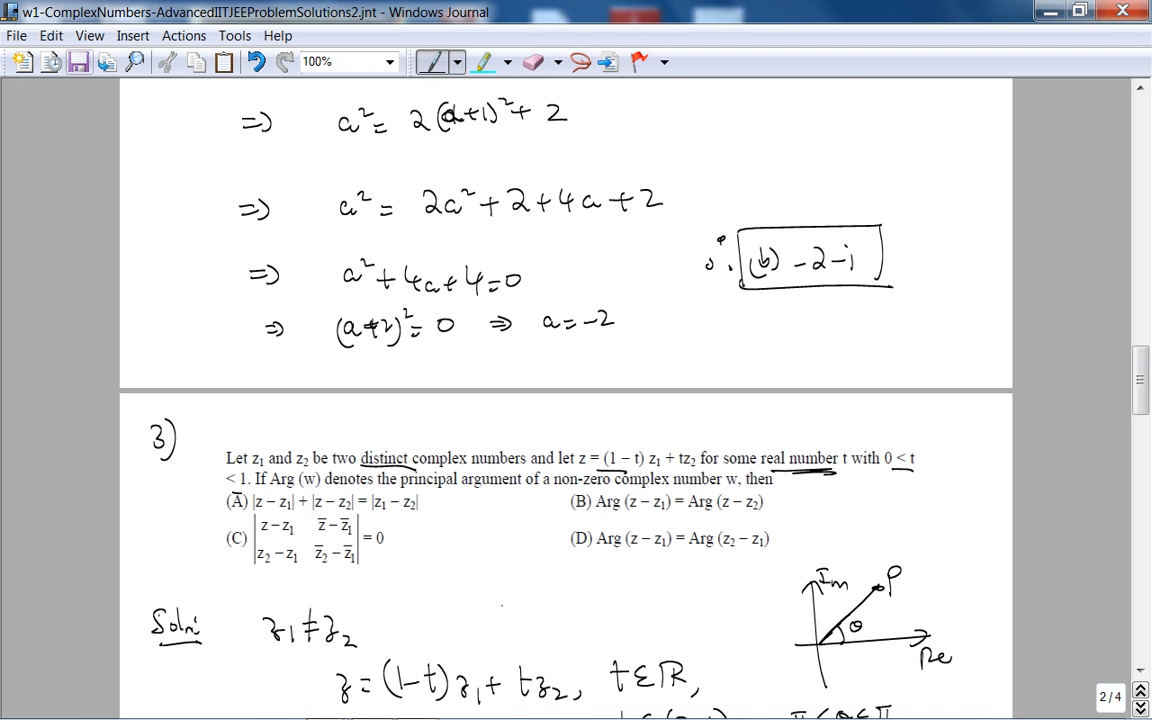 w1-ComplexNumbers-AdvancedIITJEEProblemSolutions2.jnt - Windows Journal
File Edit View Insert Actions Tools Help
100%
=> a² = 2(a+1)² + 2
=> a² = 2a² + 2 + 4a + 2
=> a² + 4a + 4 = 0
∴ (b) -2 - i
=> (a+2)² = 0 => a = -2
3)
Let z₁ and z₂ be two distinct complex numbers and let z = (1 − t) z₁ + tz₂ for some real number t with 0 < t
< 1. If Arg (w) denotes the principal argument of a non-zero complex number w, then
(A) |z − z₁| + |z − z₂| = |z₁ − z₂| (B) Arg (z − z₁) = Arg (z − z₂)
(C) | z − z₁ z̅ − z̅₁ |
| z₂ − z₁ z̅₂ − z̅₁ | = 0 (D) Arg (z − z₁) = Arg (z₂ − z₁)
Im P
θ
Re
Soln: z₁ ≠ z₂
z = (1-t) z₁ + t z₂, t ∈ ℝ,
2 / 4